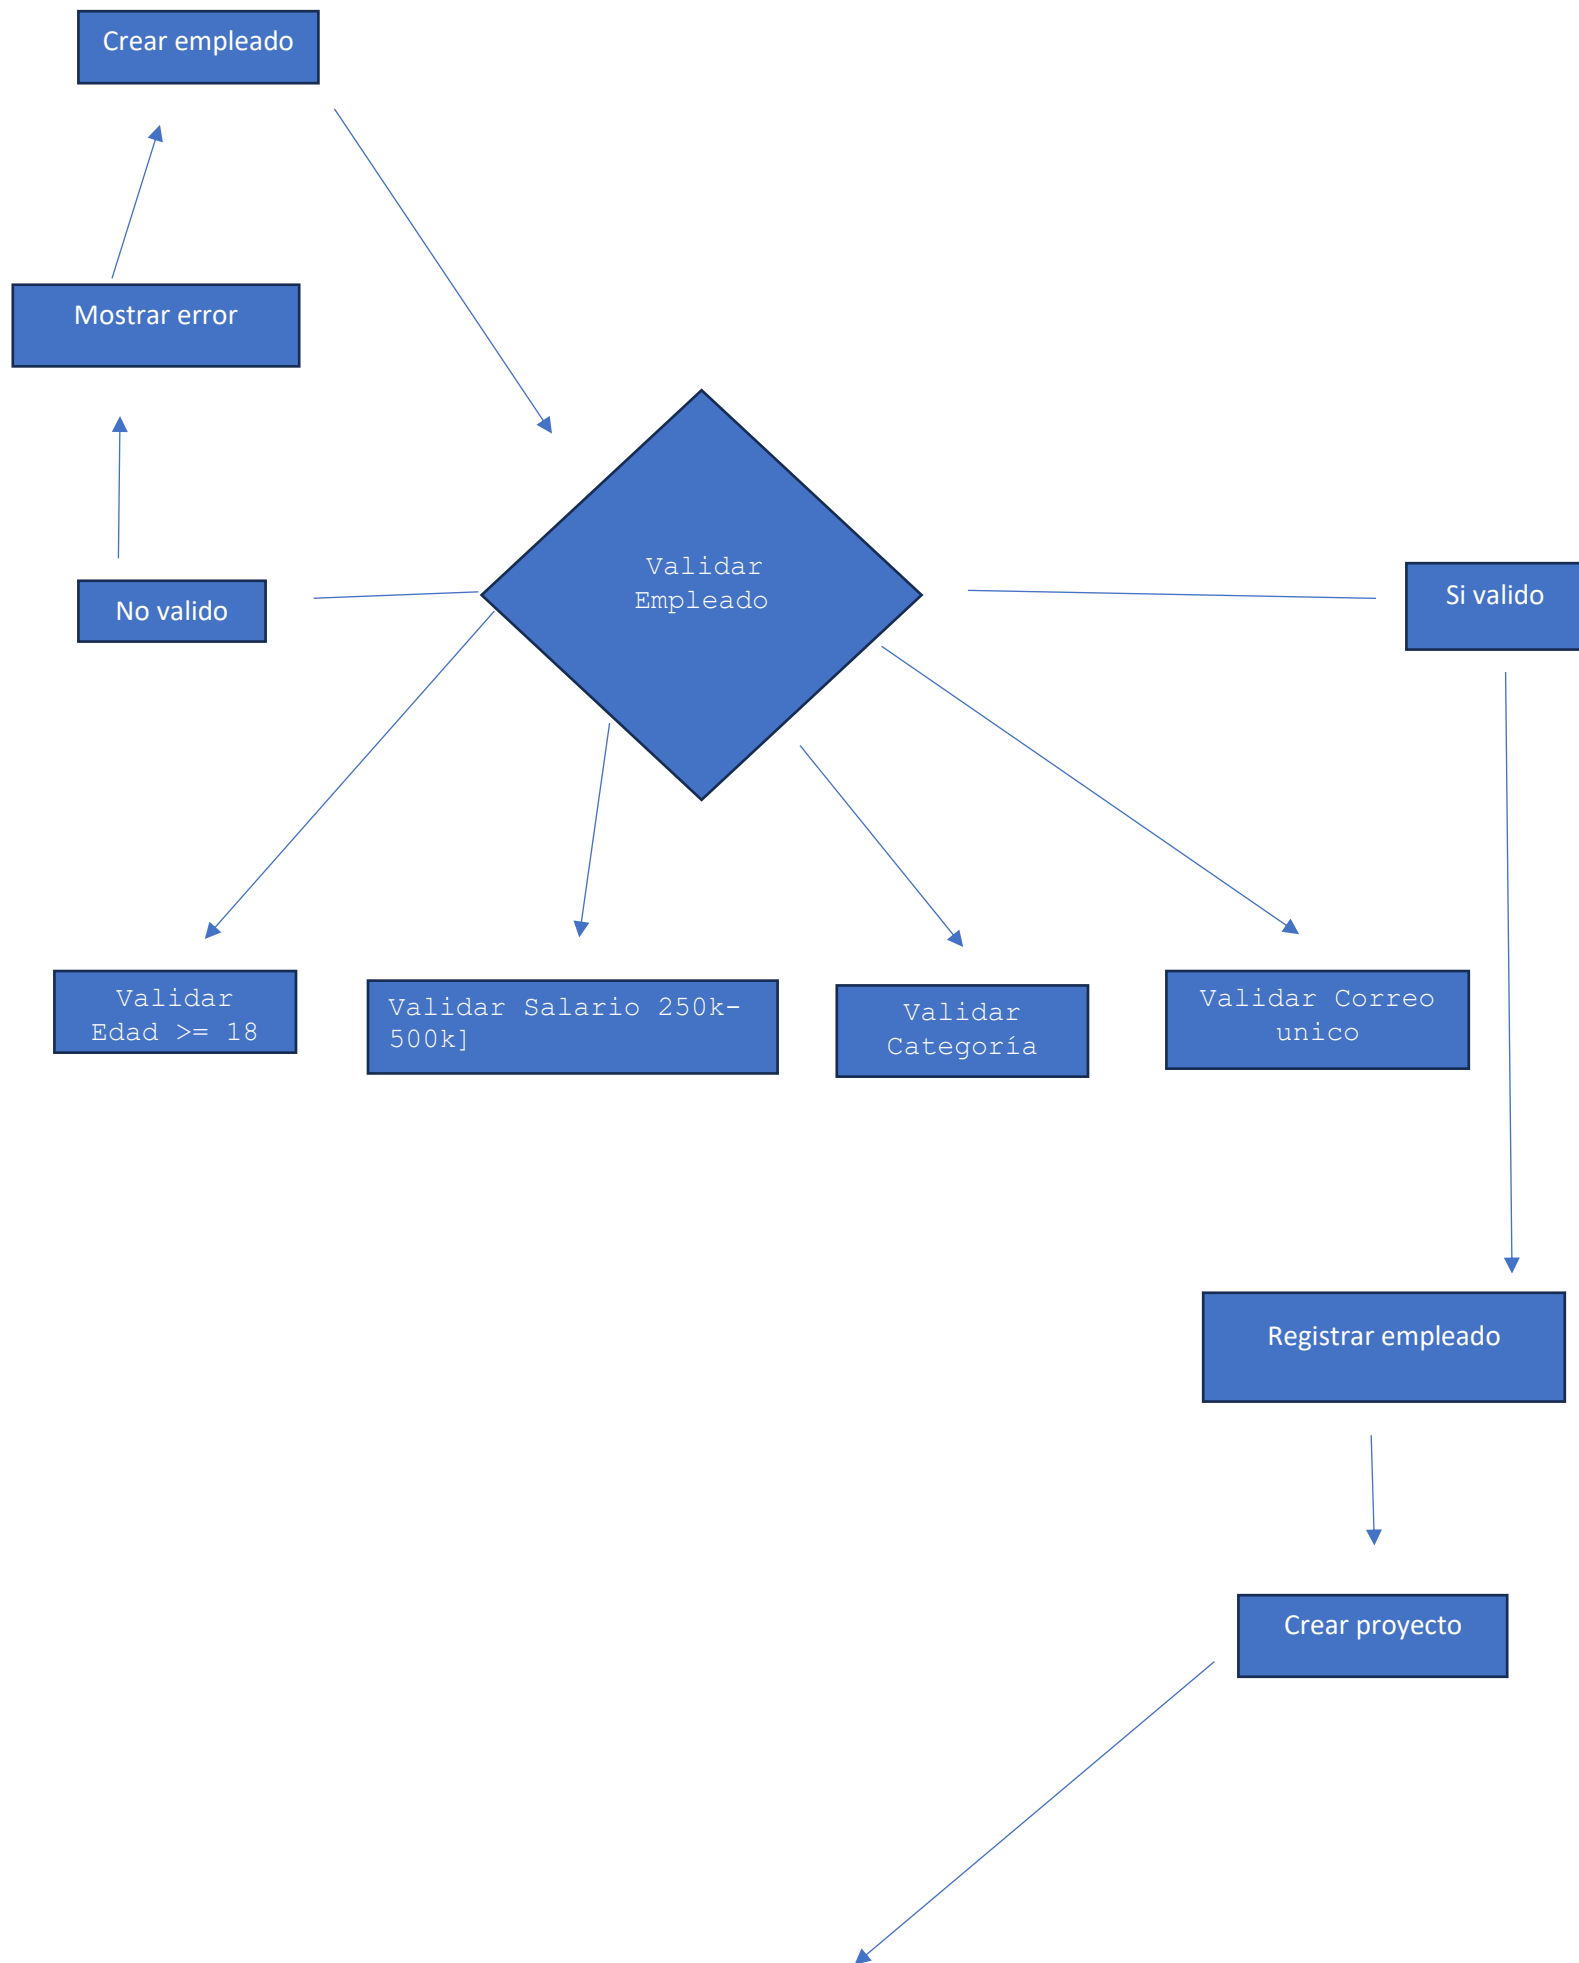 Crear empleado
Mostrar error
Validar
Empleado
No valido
Si valido
Validar
Edad >= 18
Validar Salario 250k-
500k]
Validar
Categoría
Validar Correo
unico
Registrar empleado
Crear proyecto